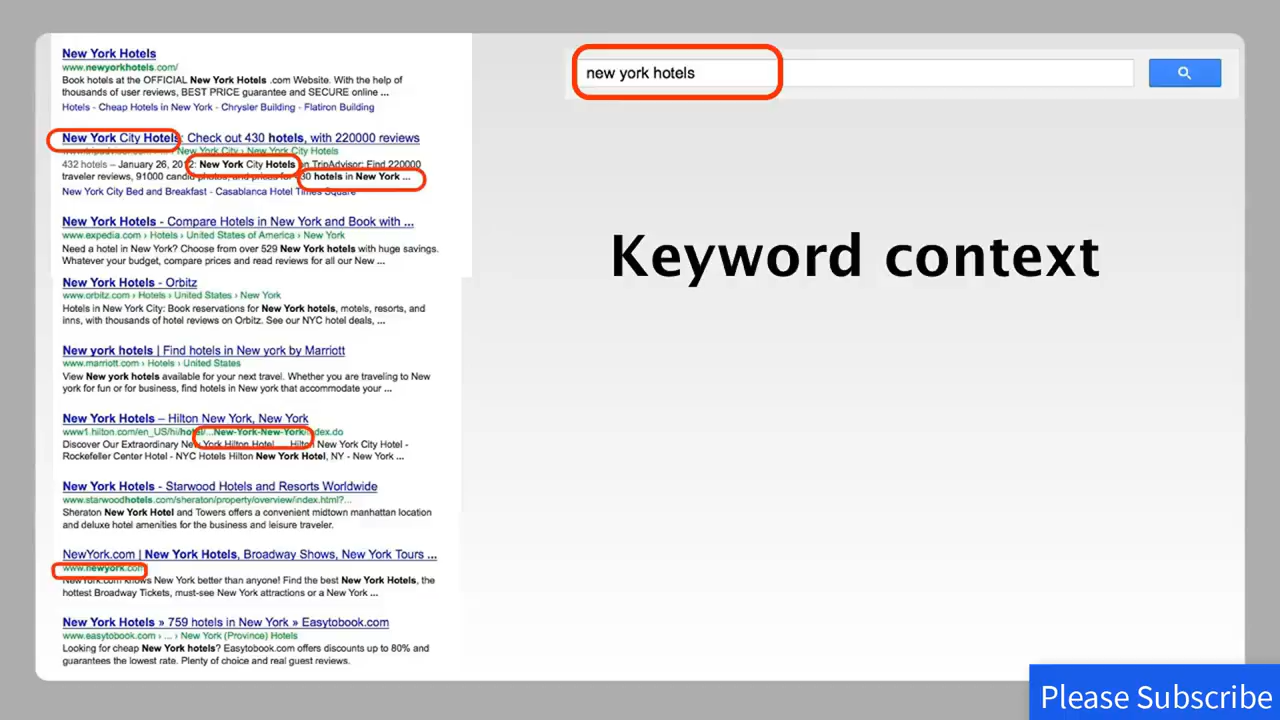 New York Hotels
www.newyorkhotels.com/
Book hotels at the OFFICIAL New York Hotels .com Website. With the help of
thousands of user reviews, BEST PRICE guarantee and SECURE online ...
Hotels - Cheap Hotels in New York - Chrysler Building - Flatiron Building
New York City Hotels: Check out 430 hotels, with 220000 reviews
www.tripadvisor.com › ... › New York City › New York City Hotels
432 hotels – January 26, 2012: New York City Hotels on TripAdvisor: Find 220000
traveler reviews, 91000 candid photos, and prices for 430 hotels in New York ...
New York City Bed and Breakfast - Casablanca Hotel Times Square
New York Hotels - Compare Hotels in New York and Book with ...
www.expedia.com › Hotels › United States of America › New York
Need a hotel in New York? Choose from over 529 New York hotels with huge savings.
Whatever your budget, compare prices and read reviews for all our New ...
New York Hotels - Orbitz
www.orbitz.com › Hotels › United States › New York
Hotels in New York City: Book reservations for New York hotels, motels, resorts, and
inns, with thousands of hotel reviews on Orbitz. See our NYC hotel deals, ...
New york hotels | Find hotels in New york by Marriott
www.marriott.com › Hotels › United States
View New york hotels available for your next travel. Whether you are traveling to New
york for fun or for business, find hotels in New york that accommodate your ...
New York Hotels – Hilton New York, New York
www1.hilton.com/en_US/hi/hotel/...New-York-New-York/index.do
Discover Our Extraordinary New York Hilton Hotel .... Hilton New York City Hotel -
Rockefeller Center Hotel - NYC Hotels Hilton New York Hotel, NY - New York ...
New York Hotels - Starwood Hotels and Resorts Worldwide
www.starwoodhotels.com/sheraton/property/overview/index.html?...
Sheraton New York Hotel and Towers offers a convenient midtown manhattan location
and deluxe hotel amenities for the business and leisure traveler.
NewYork.com | New York Hotels, Broadway Shows, New York Tours ...
www.newyork.com
NewYork.com knows New York better than anyone! Find the best New York Hotels, the
hottest Broadway Tickets, must-see New York attractions or a New York ...
New York Hotels » 759 hotels in New York » Easytobook.com
www.easytobook.com › ... › New York (Province) Hotels
Looking for cheap New York hotels? Easytobook.com offers discounts up to 80% and
guarantees the lowest rate. Plenty of choice and real guest reviews.
new york hotels
Keyword context
Please Subscribe